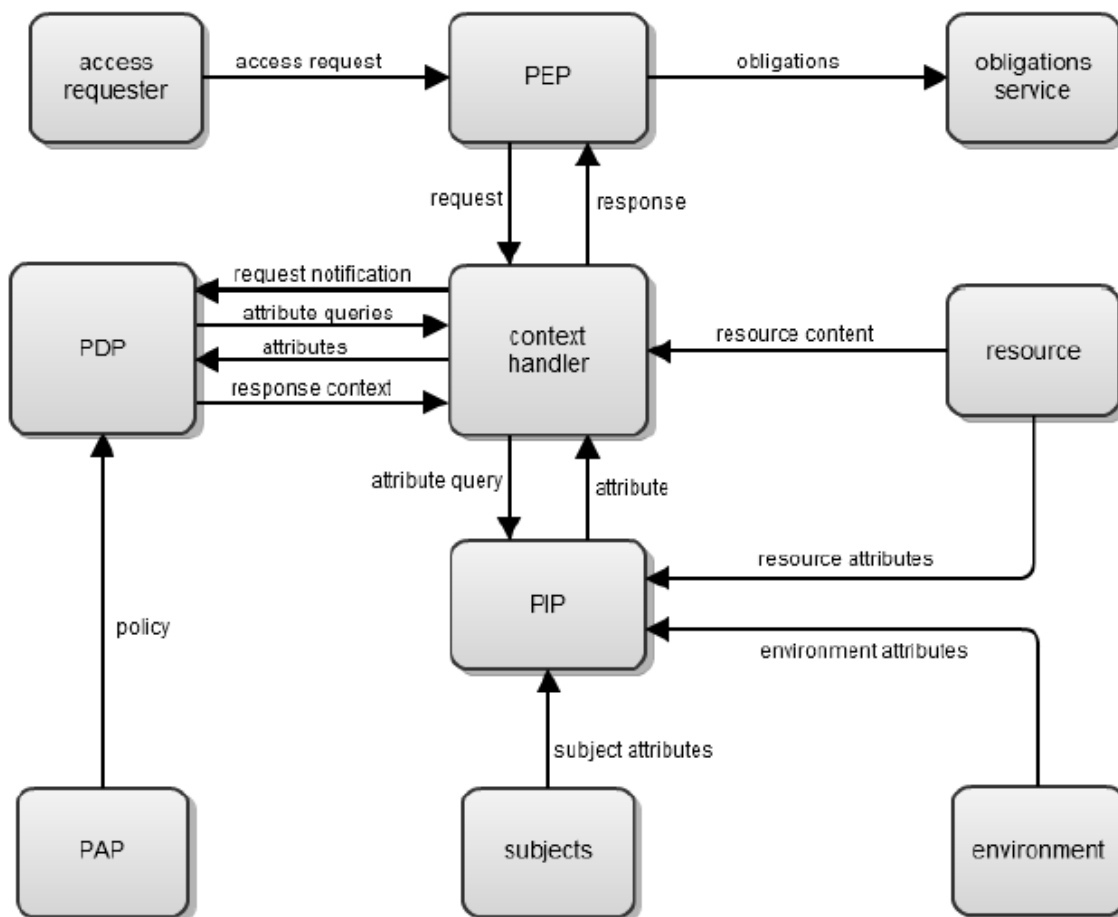 access
requester
access request
PEP
obligations
obligations
service
request
response
PDP
request notification
attribute queries
attributes
response context
context
handler
resource content
resource
attribute query
attribute
policy
PIP
resource attributes
environment attributes
subject attributes
PAP
subjects
environment